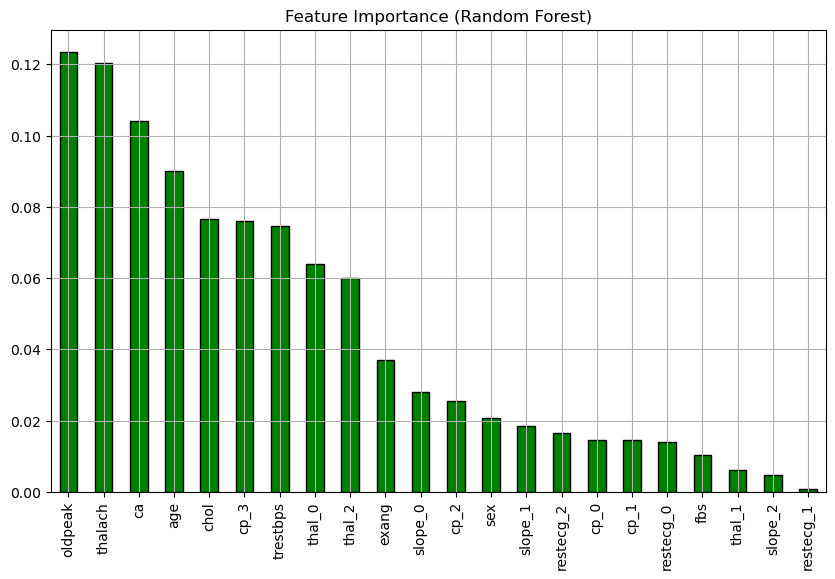 Feature Importance (Random Forest)
0.12
0.10
0.08
0.06
0.04
0.02
0.00
oldpeak
thalach
ca
age
chol
cp_3
trestbps
thal_0
thal_2
exang
slope_0
cp_2
sex
slope_1
restecg_2
cp_0
cp_1
restecg_0
fbs
thal_1
slope_2
restecg_1